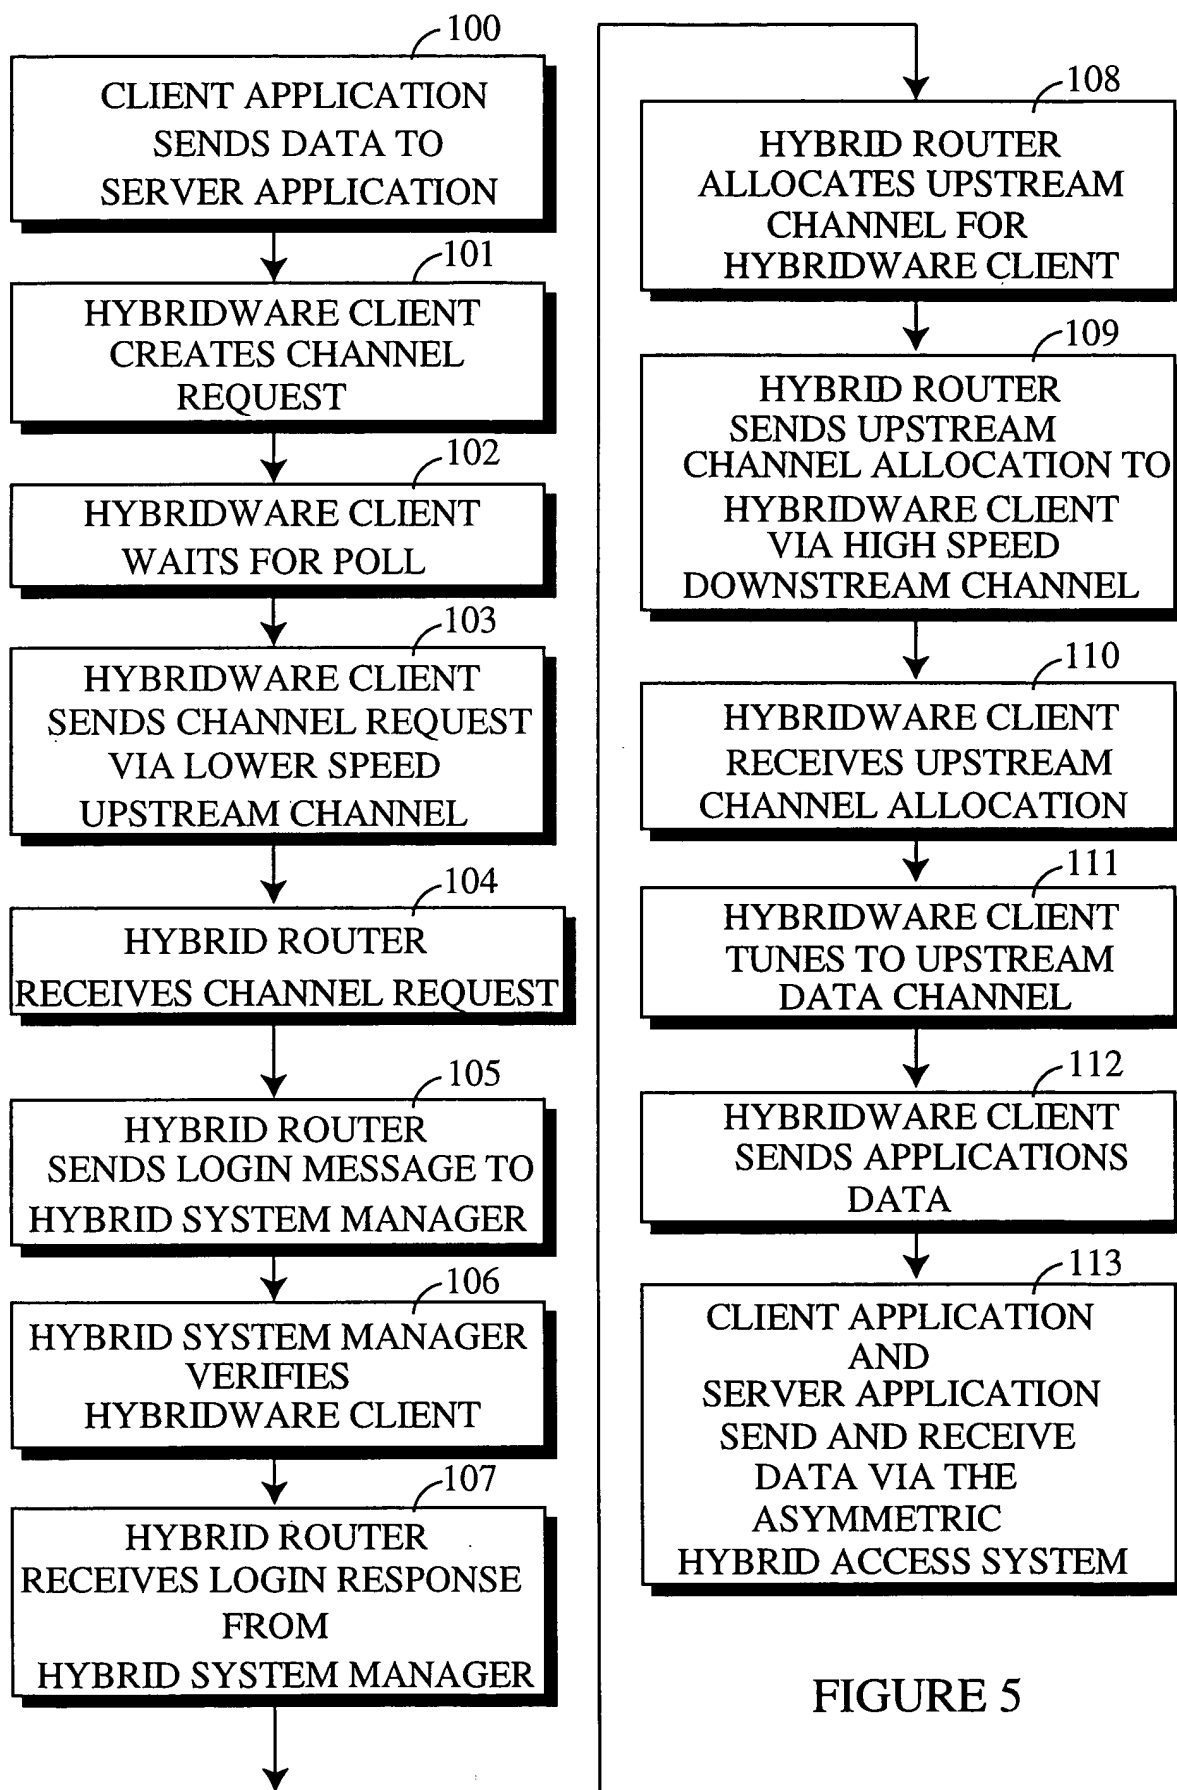 100
CLIENT APPLICATION
SENDS DATA TO
SERVER APPLICATION
101
HYBRIDWARE CLIENT
CREATES CHANNEL
REQUEST
102
HYBRIDWARE CLIENT
WAITS FOR POLL
103
HYBRIDWARE CLIENT
SENDS CHANNEL REQUEST
VIA LOWER SPEED
UPSTREAM CHANNEL
104
HYBRID ROUTER
RECEIVES CHANNEL REQUEST
105
HYBRID ROUTER
SENDS LOGIN MESSAGE TO
HYBRID SYSTEM MANAGER
106
HYBRID SYSTEM MANAGER
VERIFIES
HYBRIDWARE CLIENT
107
HYBRID ROUTER
RECEIVES LOGIN RESPONSE
FROM
HYBRID SYSTEM MANAGER
108
HYBRID ROUTER
ALLOCATES UPSTREAM
CHANNEL FOR
HYBRIDWARE CLIENT
109
HYBRID ROUTER
SENDS UPSTREAM
CHANNEL ALLOCATION TO
HYBRIDWARE CLIENT
VIA HIGH SPEED
DOWNSTREAM CHANNEL
110
HYBRIDWARE CLIENT
RECEIVES UPSTREAM
CHANNEL ALLOCATION
111
HYBRIDWARE CLIENT
TUNES TO UPSTREAM
DATA CHANNEL
112
HYBRIDWARE CLIENT
SENDS APPLICATIONS
DATA
113
CLIENT APPLICATION
AND
SERVER APPLICATION
SEND AND RECEIVE
DATA VIA THE
ASYMMETRIC
HYBRID ACCESS SYSTEM
FIGURE 5